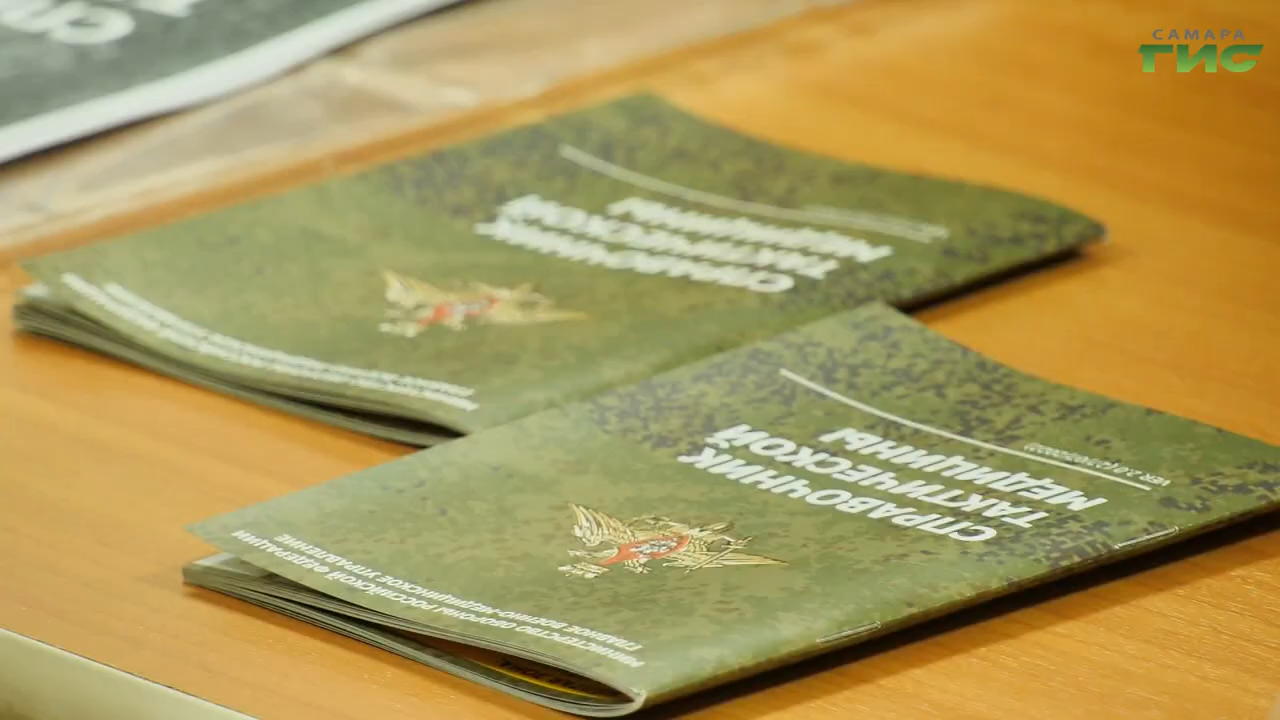 САМАРА
ГИС
СПРАВОЧНИК
ТАКТИЧЕСКОЙ
МЕДИЦИНЫ
МИНИСТЕРСТВО ОБОРОНЫ РОССИЙСКОЙ ФЕДЕРАЦИИ
ГЛАВНОЕ ВОЕННО-МЕДИЦИНСКОЕ УПРАВЛЕНИЕ
СПРАВОЧНИК
ТАКТИЧЕСКОЙ
МЕДИЦИНЫ